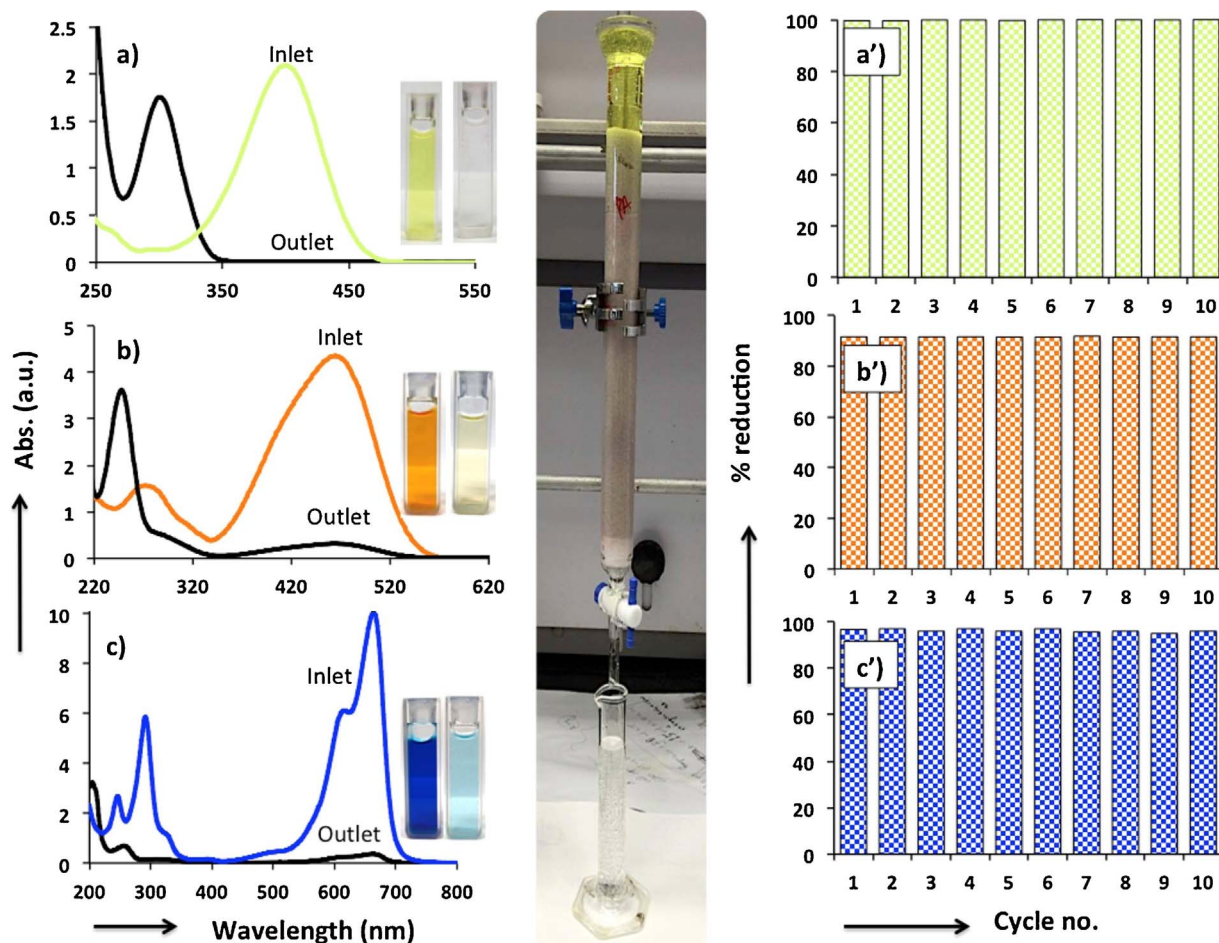 a)
Inlet
Outlet
2.5
2
1.5
1
0.5
0
250 350 450 550
b)
Inlet
Outlet
5
4
3
2
1
0
220 320 420 520 620
c)
Inlet
Outlet
10
8
6
4
2
0
200 300 400 500 600 700 800
Abs. (a.u.)
Wavelength (nm)
a')
100
80
60
40
20
0
1 2 3 4 5 6 7 8 9 10
b')
100
80
60
40
20
0
1 2 3 4 5 6 7 8 9 10
c')
100
80
60
40
20
0
1 2 3 4 5 6 7 8 9 10
% reduction
Cycle no.